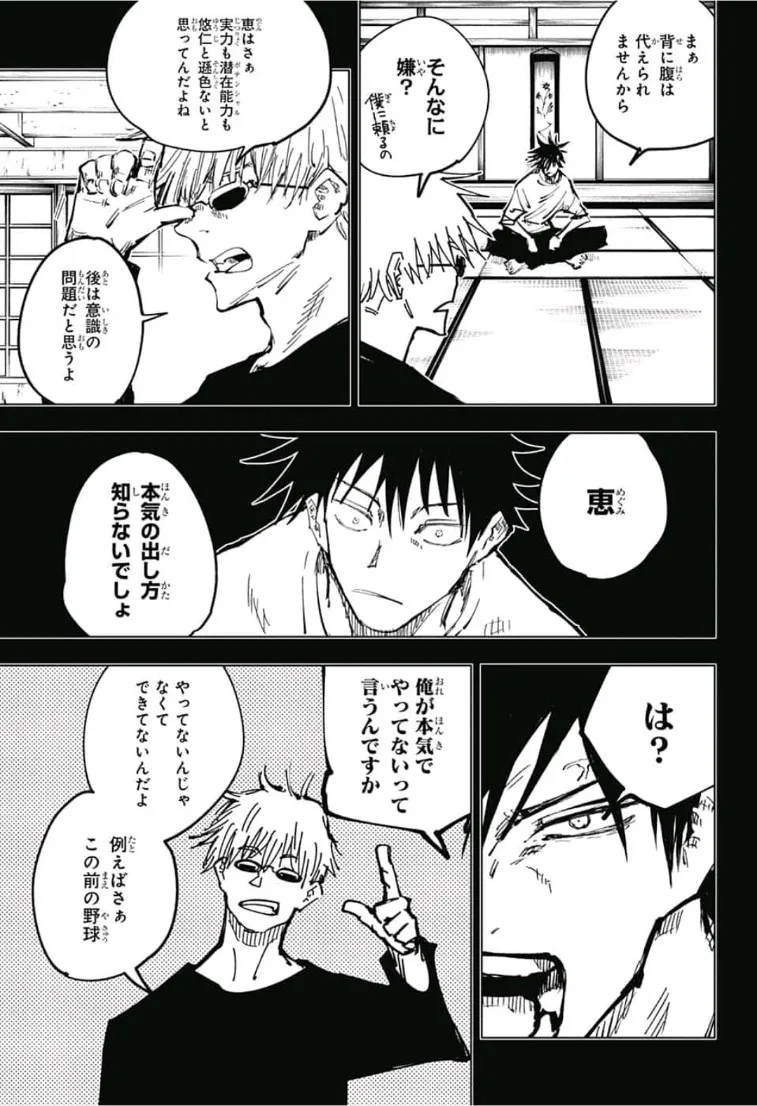 まぁ
背に腹は
代えられ
ませんから
そんなに
嫌?
僕に頼るの
恵はさぁ
実力も潜在能力も
悠仁と遜色ないと
思ってんだよね
後は意識の
問題だと思うよ
恵
本気の出し方
知らないでしょ
は?
俺が本気で
やってないって
言うんですか
やってないんじゃ
なくて
できてないんだよ
例えばさぁ
この前の野球